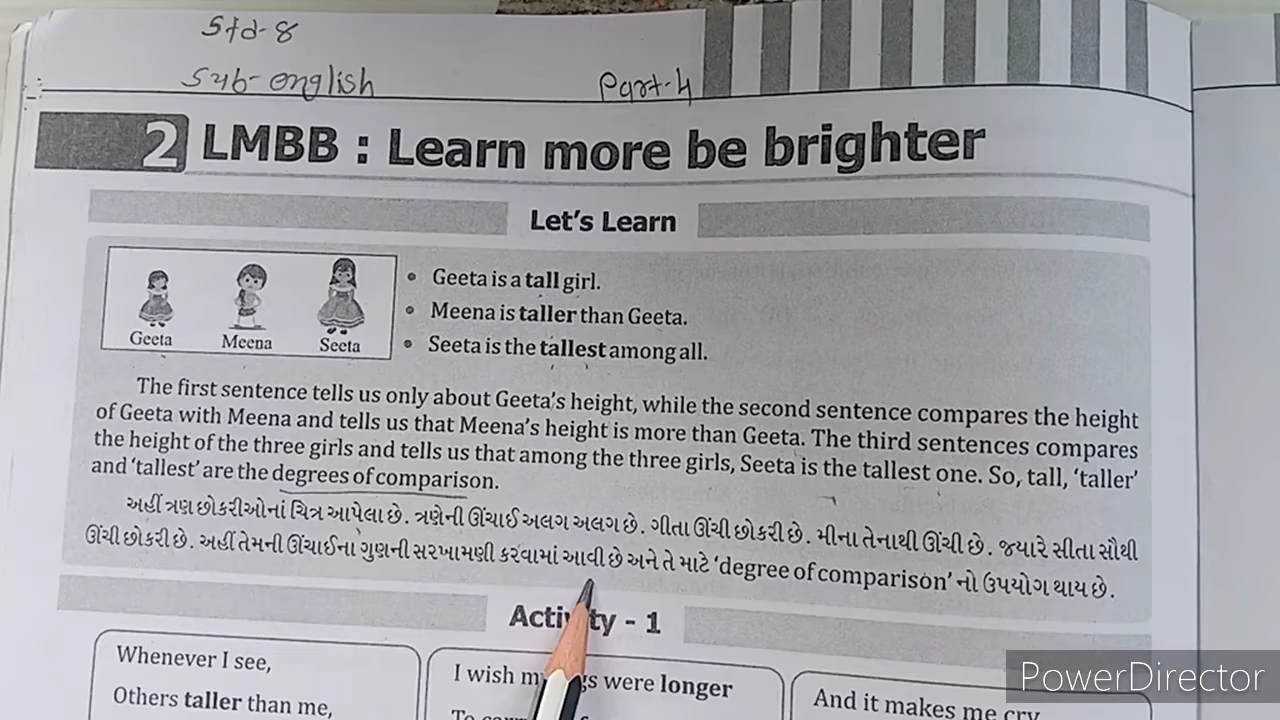 Std-8
Sub-English
Part-4
2 LMBB : Learn more be brighter
Let's Learn
Geeta
Meena
Seeta
• Geeta is a tall girl.
• Meena is taller than Geeta.
• Seeta is the tallest among all.
The first sentence tells us only about Geeta's height, while the second sentence compares the height
of Geeta with Meena and tells us that Meena's height is more than Geeta. The third sentences compares
the height of the three girls and tells us that among the three girls, Seeta is the tallest one. So, tall, 'taller'
and 'tallest' are the degrees of comparison.
અહીં ત્રણ છોકરીઓનાં ચિત્ર આપેલા છે. ત્રણેની ઊંચાઈ અલગ અલગ છે. ગીતા ઊંચી છોકરી છે. મીના તેનાથી ઊંચી છે. જ્યારે સીતા સૌથી
ઊંચી છોકરી છે. અહીં તેમની ઊંચાઈના ગુણની સરખામણી કરવામાં આવી છે અને તે માટે 'degree of comparison' નો ઉપયોગ થાય છે.
Activity - 1
Whenever I see,
Others taller than me,
I wish my were longer
And it makes me cry
PowerDirector